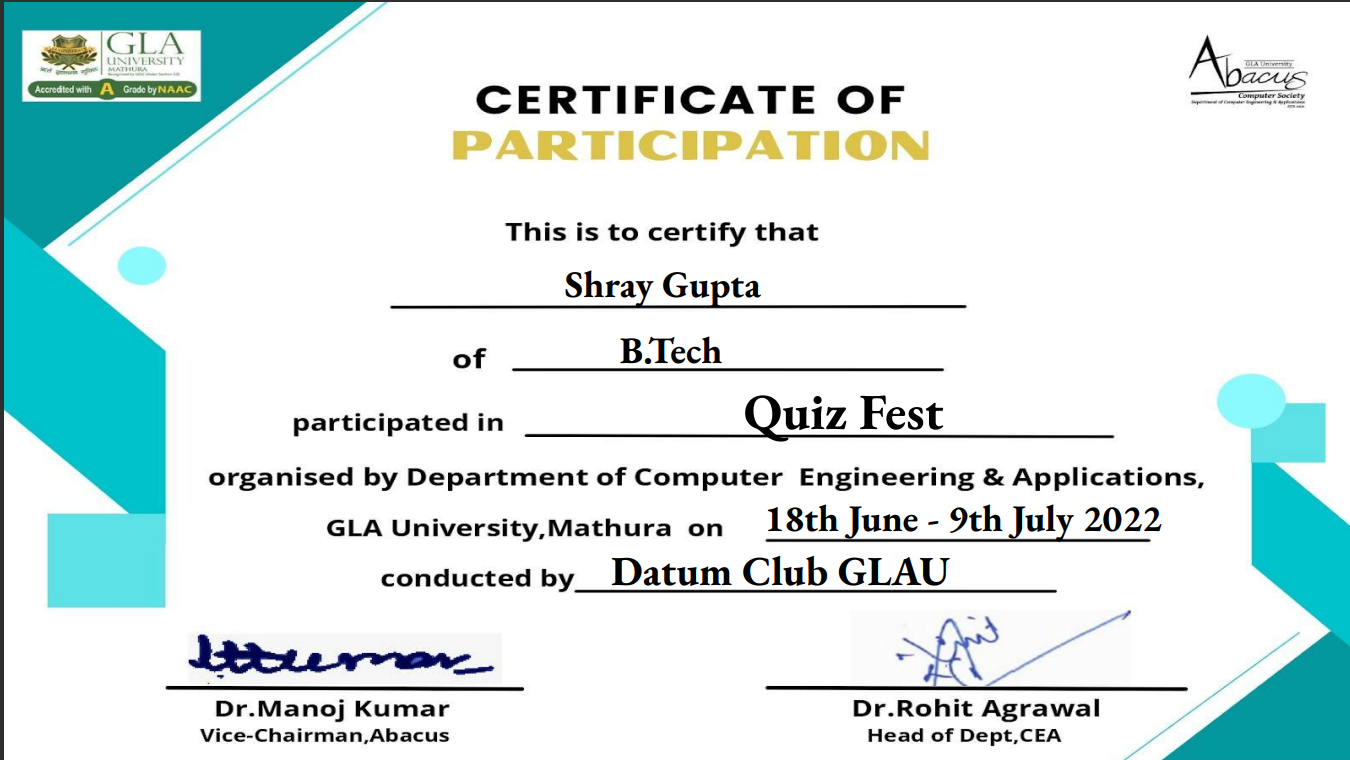 GLA
UNIVERSITY
MATHURA
Accredited with A Grade by NAAC
GLA University
Abacus
Computer Society
Department of Computer Engineering & Applications
CERTIFICATE OF
PARTICIPATION
This is to certify that
Shray Gupta
of B.Tech
participated in Quiz Fest
organised by Department of Computer Engineering & Applications,
GLA University,Mathura on 18th June - 9th July 2022
conducted by Datum Club GLAU
Dr.Manoj Kumar
Vice-Chairman,Abacus
Dr.Rohit Agrawal
Head of Dept,CEA